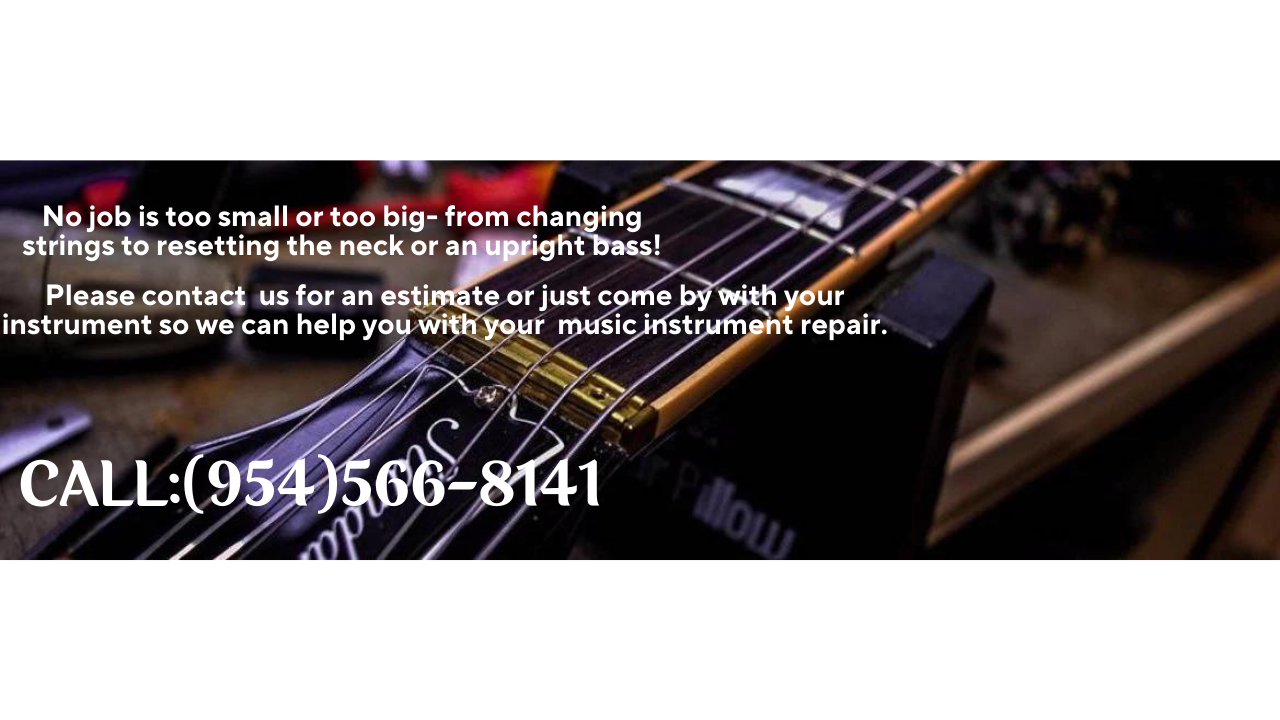 No job is too small or too big- from changing
strings to resetting the neck or an upright bass!
Please contact  us for an estimate or just come by with your
instrument so we can help you with your  music instrument repair.
CALL:(954)566-8141